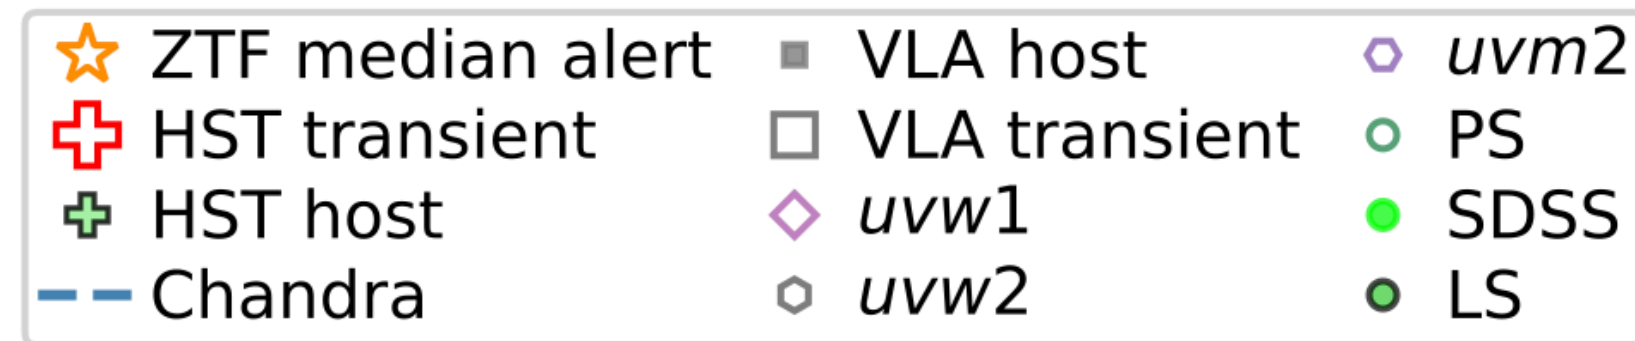 ZTF median alert VLA host uvm2
HST transient VLA transient PS
HST host uvw1 SDSS
Chandra uvw2 LS